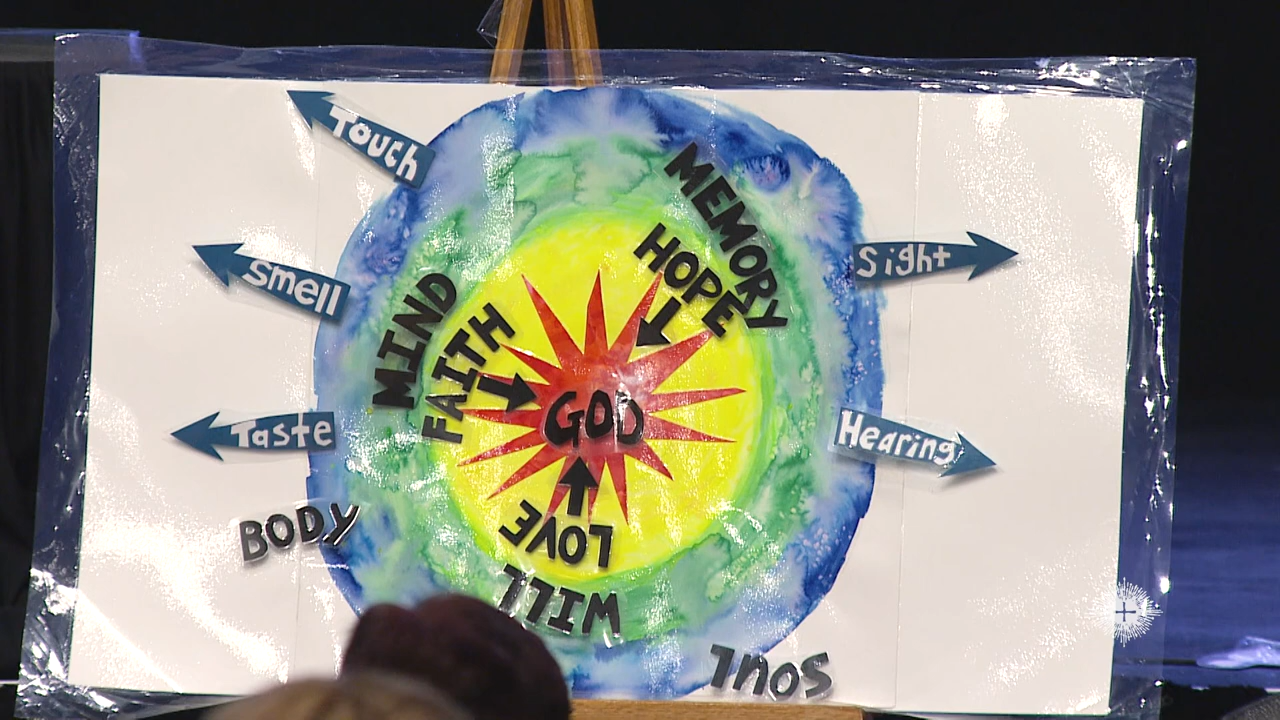 Touch
MEMORY
Sight
HOPE
Smell
MIND
FAITH
GOD
Taste
Hearing
BODY
LOVE
WILL
SOUL